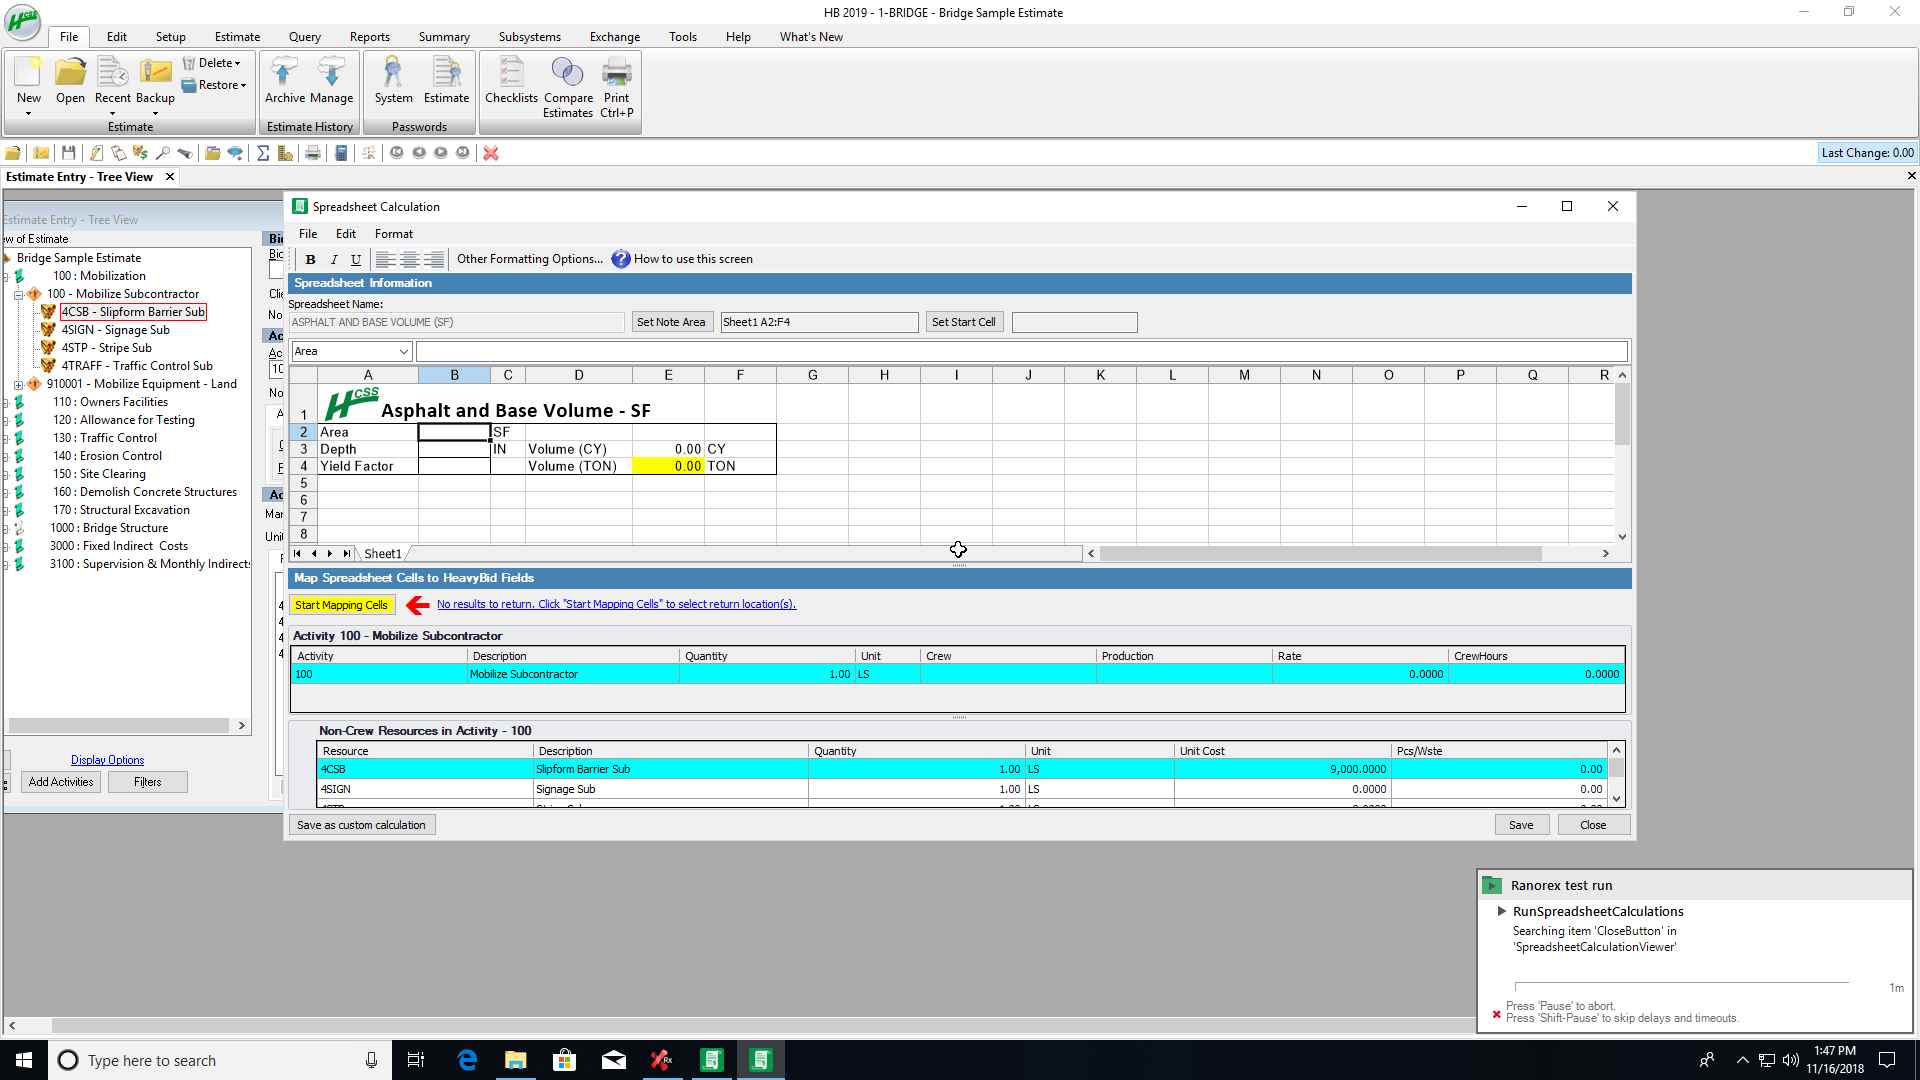 HB 2019 - 1-BRIDGE - Bridge Sample Estimate
File Edit Setup Estimate Query Reports Summary Subsystems Exchange Tools Help What's New
New Open Recent Backup Delete Restore
Estimate
Archive Manage
Estimate History
System Estimate
Passwords
Checklists Compare Estimates Print Ctrl+P
Last Change: 0.00
Estimate Entry - Tree View
Estimate Entry - Tree View
ew of Estimate
Bridge Sample Estimate
100 : Mobilization
100 - Mobilize Subcontractor
4CSB - Slipform Barrier Sub
4SIGN - Signage Sub
4STP - Stripe Sub
4TRAFF - Traffic Control Sub
910001 - Mobilize Equipment - Land
110 : Owners Facilities
120 : Allowance for Testing
130 : Traffic Control
140 : Erosion Control
150 : Site Clearing
160 : Demolish Concrete Structures
170 : Structural Excavation
1000 : Bridge Structure
3000 : Fixed Indirect Costs
3100 : Supervision & Monthly Indirects
Display Options
Add Activities Filters
Spreadsheet Calculation
File Edit Format
B I U Other Formatting Options... ? How to use this screen
Spreadsheet Information
Spreadsheet Name:
ASPHALT AND BASE VOLUME (SF) Set Note Area Sheet1 A2:F4 Set Start Cell
Area
A B C D E F G H I J K L M N O P Q R
1 HCSS Asphalt and Base Volume - SF
2 Area SF
3 Depth IN Volume (CY) 0.00 CY
4 Yield Factor Volume (TON) 0.00 TON
5
6
7
8
Sheet1
Map Spreadsheet Cells to HeavyBid Fields
Start Mapping Cells No results to return. Click "Start Mapping Cells" to select return location(s).
Activity 100 - Mobilize Subcontractor
Activity Description Quantity Unit Crew Production Rate CrewHours
100 Mobilize Subcontractor 1.00 LS 0.0000 0.0000
Non-Crew Resources in Activity - 100
Resource Description Quantity Unit Unit Cost Pcs/Wste
4CSB Slipform Barrier Sub 1.00 LS 9,000.0000 0.00
4SIGN Signage Sub 1.00 LS 0.0000 0.00
Save as custom calculation Save Close
Ranorex test run
RunSpreadsheetCalculations
Searching item 'CloseButton' in
'SpreadsheetCalculationViewer'
1m
Press 'Pause' to abort.
Press 'Shift-Pause' to skip delays and timeouts.
Type here to search
1:47 PM
11/16/2018